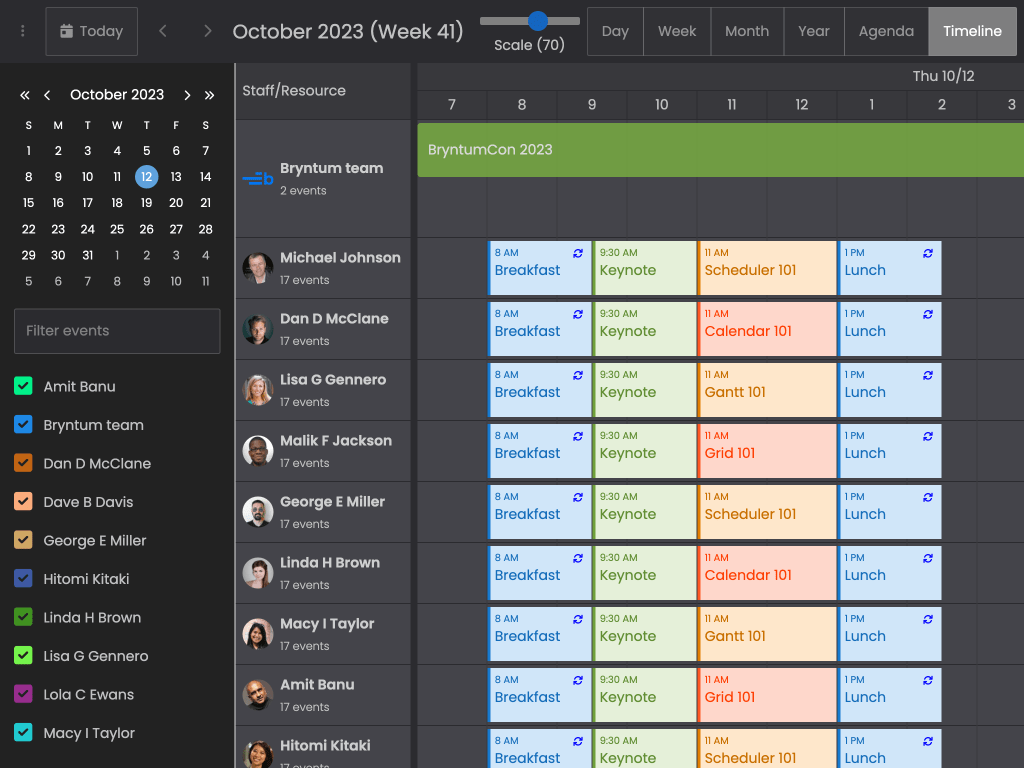 Today
October 2023 (Week 41)
Scale (70)
Day
Week
Month
Year
Agenda
Timeline
October 2023
S M T W T F S
1 2 3 4 5 6 7
8 9 10 11 12 13 14
15 16 17 18 19 20 21
22 23 24 25 26 27 28
29 30 31 1 2 3 4
5 6 7 8 9 10 11
Filter events
Amit Banu
Bryntum team
Dan D McClane
Dave B Davis
George E Miller
Hitomi Kitaki
Linda H Brown
Lisa G Gennero
Lola C Ewans
Macy I Taylor
Staff/Resource
Thu 10/12
7 8 9 10 11 12 1 2 3
Bryntum team
2 events
BryntumCon 2023
Michael Johnson
17 events
8 AM
Breakfast
9:30 AM
Keynote
11 AM
Scheduler 101
1 PM
Lunch
Dan D McClane
17 events
8 AM
Breakfast
9:30 AM
Keynote
11 AM
Calendar 101
1 PM
Lunch
Lisa G Gennero
17 events
8 AM
Breakfast
9:30 AM
Keynote
11 AM
Gantt 101
1 PM
Lunch
Malik F Jackson
17 events
8 AM
Breakfast
9:30 AM
Keynote
11 AM
Grid 101
1 PM
Lunch
George E Miller
17 events
8 AM
Breakfast
9:30 AM
Keynote
11 AM
Scheduler 101
1 PM
Lunch
Linda H Brown
17 events
8 AM
Breakfast
9:30 AM
Keynote
11 AM
Calendar 101
1 PM
Lunch
Macy I Taylor
17 events
8 AM
Breakfast
9:30 AM
Keynote
11 AM
Gantt 101
1 PM
Lunch
Amit Banu
17 events
8 AM
Breakfast
9:30 AM
Keynote
11 AM
Grid 101
1 PM
Lunch
Hitomi Kitaki
17 events
8 AM
Breakfast
9:30 AM
Keynote
11 AM
Scheduler 101
1 PM
Lunch